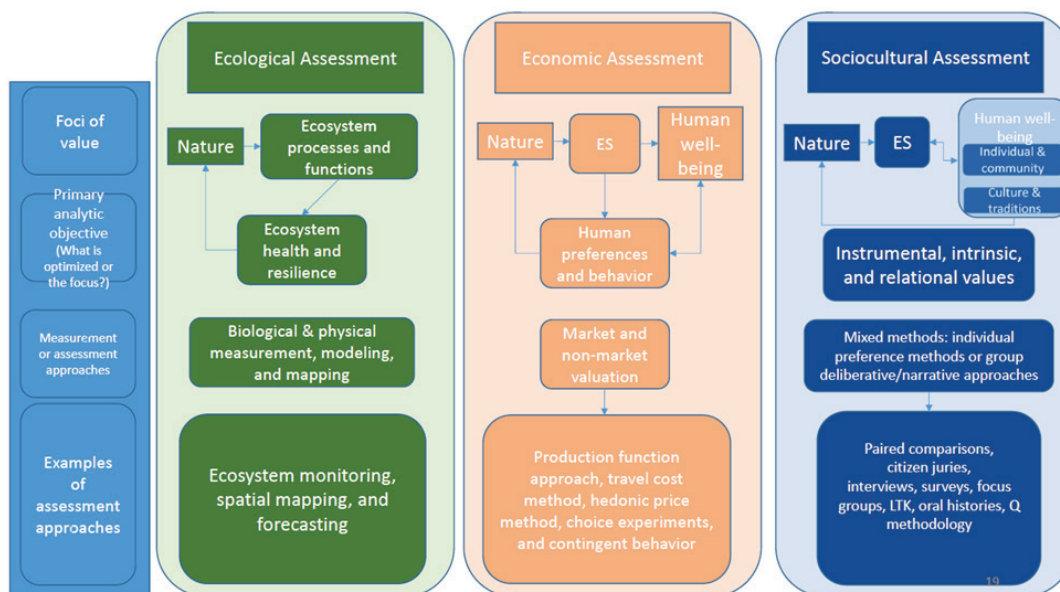 Foci of
value
Primary
analytic
objective
(What is
optimized or
the focus?)
Measurement
or assessment
approaches
Examples
of
assessment
approaches
Ecological Assessment
Nature
Ecosystem
processes and
functions
Ecosystem
health and
resilience
Biological & physical
measurement, modeling,
and mapping
Ecosystem monitoring,
spatial mapping, and
forecasting
Economic Assessment
Nature
ES
Human
well-
being
Human
preferences
and behavior
Market and
non-market
valuation
Production function
approach, travel cost
method, hedonic price
method, choice experiments,
and contingent behavior
Sociocultural Assessment
Nature
ES
Human well-
being
Individual &
community
Culture &
traditions
Instrumental, intrinsic,
and relational values
Mixed methods: individual
preference methods or group
deliberative/narrative approaches
Paired comparisons,
citizen juries,
interviews, surveys, focus
groups, LTK, oral histories, Q
methodology
19